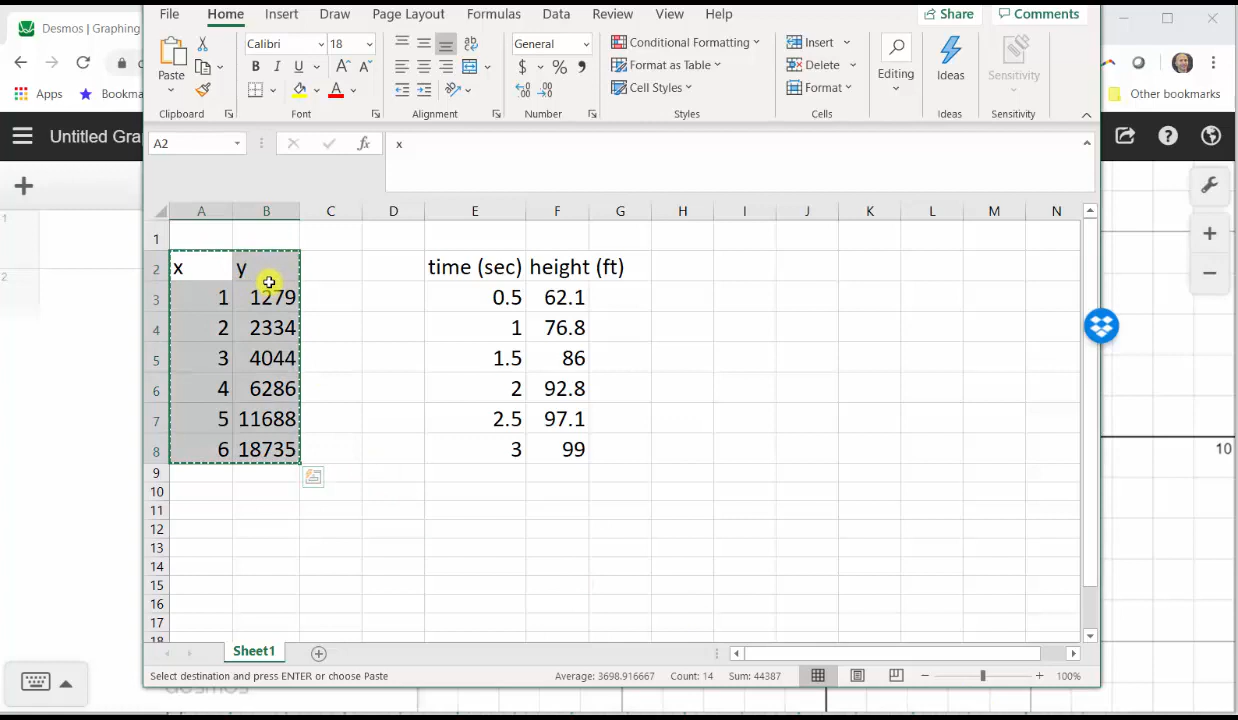 File Home Insert Draw Page Layout Formulas Data Review View Help Share Comments
Desmos | Graphing
Calibri 18 General Conditional Formatting Insert
Paste B I U $ % , Format as Table Delete Editing Ideas Sensitivity
A A Cell Styles Format
Apps Bookma Other bookmarks
Clipboard Font Alignment Number Styles Cells Ideas Sensitivity
Untitled Gra A2 fx x
A B C D E F G H I J K L M N
1
2 x y time (sec) height (ft)
3 1 1279 0.5 62.1
4 2 2334 1 76.8
5 3 4044 1.5 86
6 4 6286 2 92.8
7 5 11688 2.5 97.1
8 6 18735 3 99
9
10
11
12
13
14
15
16
17
18
1
2
10
Sheet1
Select destination and press ENTER or choose Paste Average: 3698.916667 Count: 14 Sum: 44387 100%
desmos